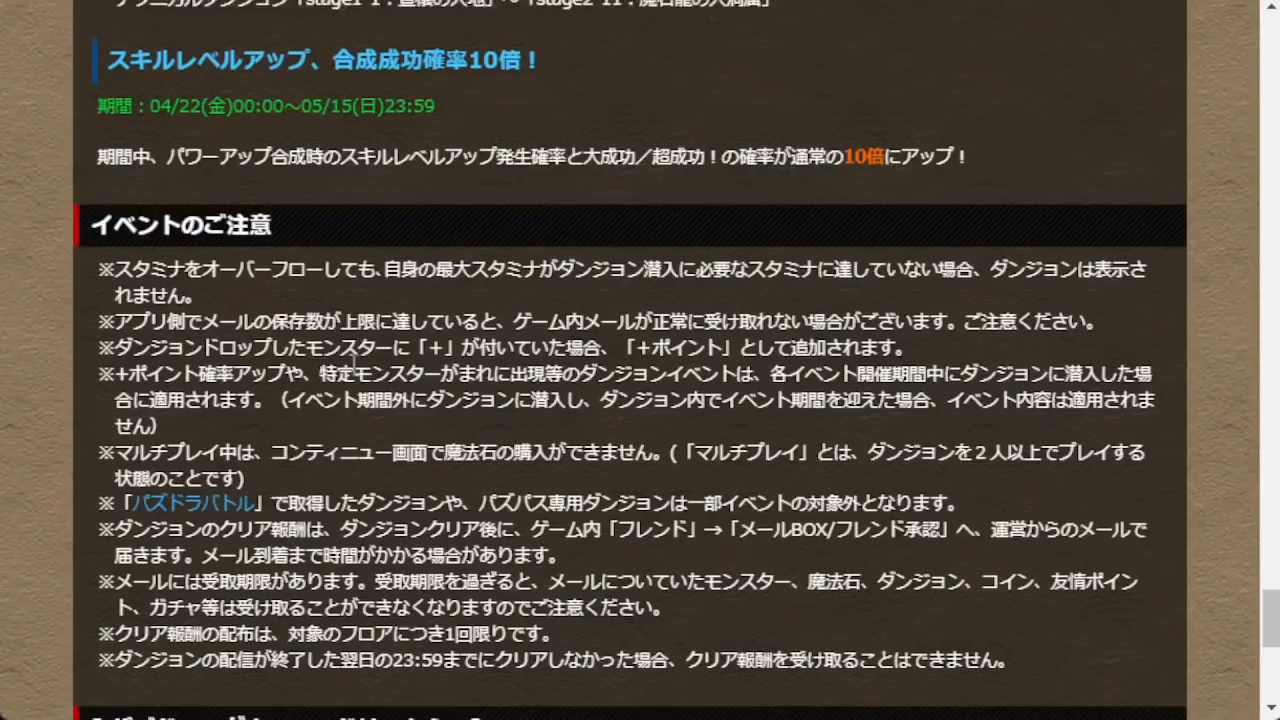 テクニカルダンジョン「stage1-1：豊穣の大地」～「stage2-11：魔石龍の大洞窟」
スキルレベルアップ、合成成功確率10倍！
期間：04/22(金)00:00～05/15(日)23:59
期間中、パワーアップ合成時のスキルレベルアップ発生確率と大成功／超成功！の確率が通常の10倍にアップ！
イベントのご注意
※スタミナをオーバーフローしても、自身の最大スタミナがダンジョン潜入に必要なスタミナに達していない場合、ダンジョンは表示さ
れません。
※アプリ側でメールの保存数が上限に達していると、ゲーム内メールが正常に受け取れない場合がございます。ご注意ください。
※ダンジョンドロップしたモンスターに「＋」が付いていた場合、「＋ポイント」として追加されます。
※+ポイント確率アップや、特定モンスターがまれに出現等のダンジョンイベントは、各イベント開催期間中にダンジョンに潜入した場
合に適用されます。（イベント期間外にダンジョンに潜入し、ダンジョン内でイベント期間を迎えた場合、イベント内容は適用されま
せん）
※マルチプレイ中は、コンティニュー画面で魔法石の購入ができません。(「マルチプレイ」とは、ダンジョンを２人以上でプレイする
状態のことです)
※「パズドラバトル」で取得したダンジョンや、パズパス専用ダンジョンは一部イベントの対象外となります。
※ダンジョンのクリア報酬は、ダンジョンクリア後に、ゲーム内「フレンド」→「メールBOX/フレンド承認」へ、運営からのメールで
届きます。メール到着まで時間がかかる場合があります。
※メールには受取期限があります。受取期限を過ぎると、メールについていたモンスター、魔法石、ダンジョン、コイン、友情ポイン
ト、ガチャ等は受け取ることができなくなりますのでご注意ください。
※クリア報酬の配布は、対象のフロアにつき1回限りです。
※ダンジョンの配信が終了した翌日の23:59までにクリアしなかった場合、クリア報酬を受け取ることはできません。